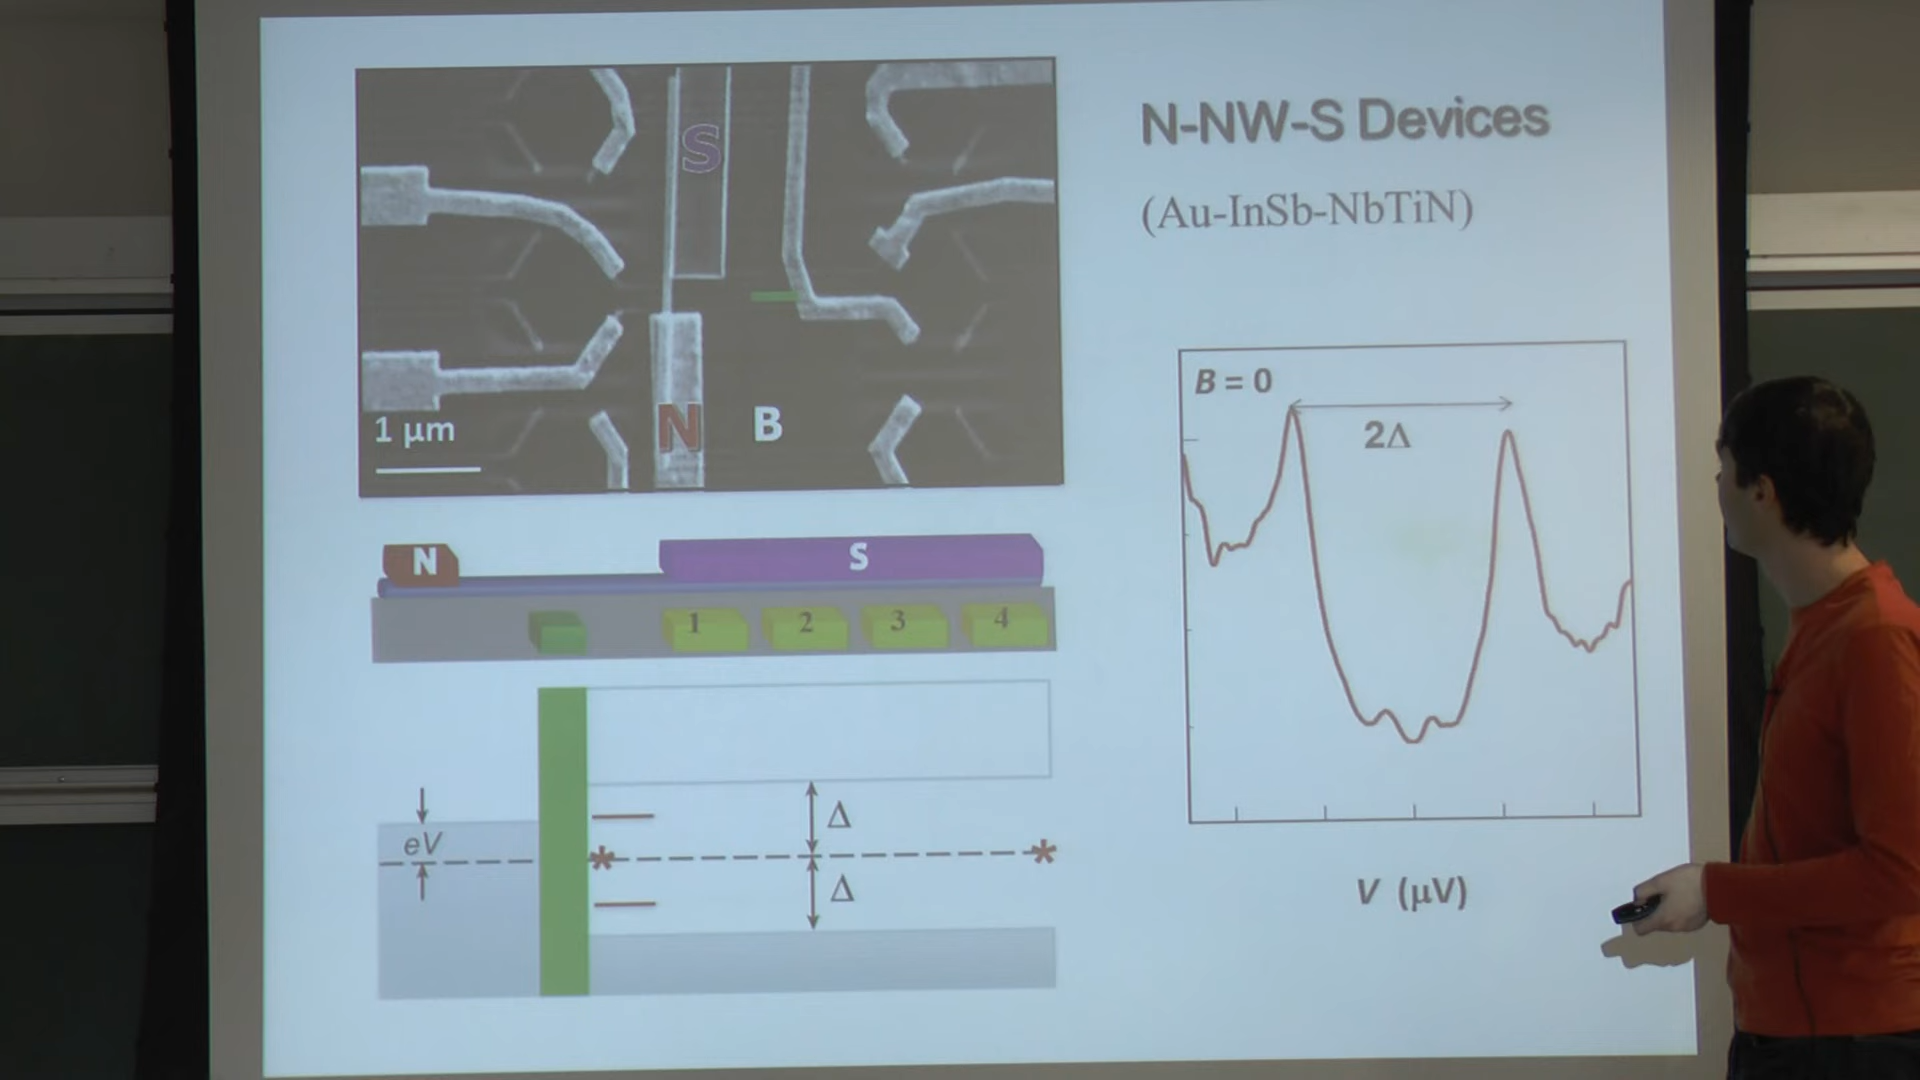 N-NW-S Devices
(Au-InSb-NbTiN)
S
N
B
1 µm
N
S
1
2
3
4
eV
Δ
Δ
*
*
B = 0
2Δ
V (µV)